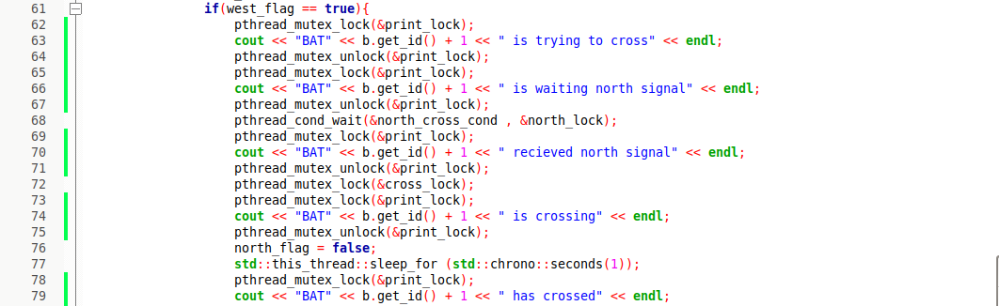 61 if(west_flag == true){
62 pthread_mutex_lock(&print_lock);
63 cout << "BAT" << b.get_id() + 1 << " is trying to cross" << endl;
64 pthread_mutex_unlock(&print_lock);
65 pthread_mutex_lock(&print_lock);
66 cout << "BAT" << b.get_id() + 1 << " is waiting north signal" << endl;
67 pthread_mutex_unlock(&print_lock);
68 pthread_cond_wait(&north_cross_cond , &north_lock);
69 pthread_mutex_lock(&print_lock);
70 cout << "BAT" << b.get_id() + 1 << " recieved north signal" << endl;
71 pthread_mutex_unlock(&print_lock);
72 pthread_mutex_lock(&cross_lock);
73 pthread_mutex_lock(&print_lock);
74 cout << "BAT" << b.get_id() + 1 << " is crossing" << endl;
75 pthread_mutex_unlock(&print_lock);
76 north_flag = false;
77 std::this_thread::sleep_for (std::chrono::seconds(1));
78 pthread_mutex_lock(&print_lock);
79 cout << "BAT" << b.get_id() + 1 << " has crossed" << endl;